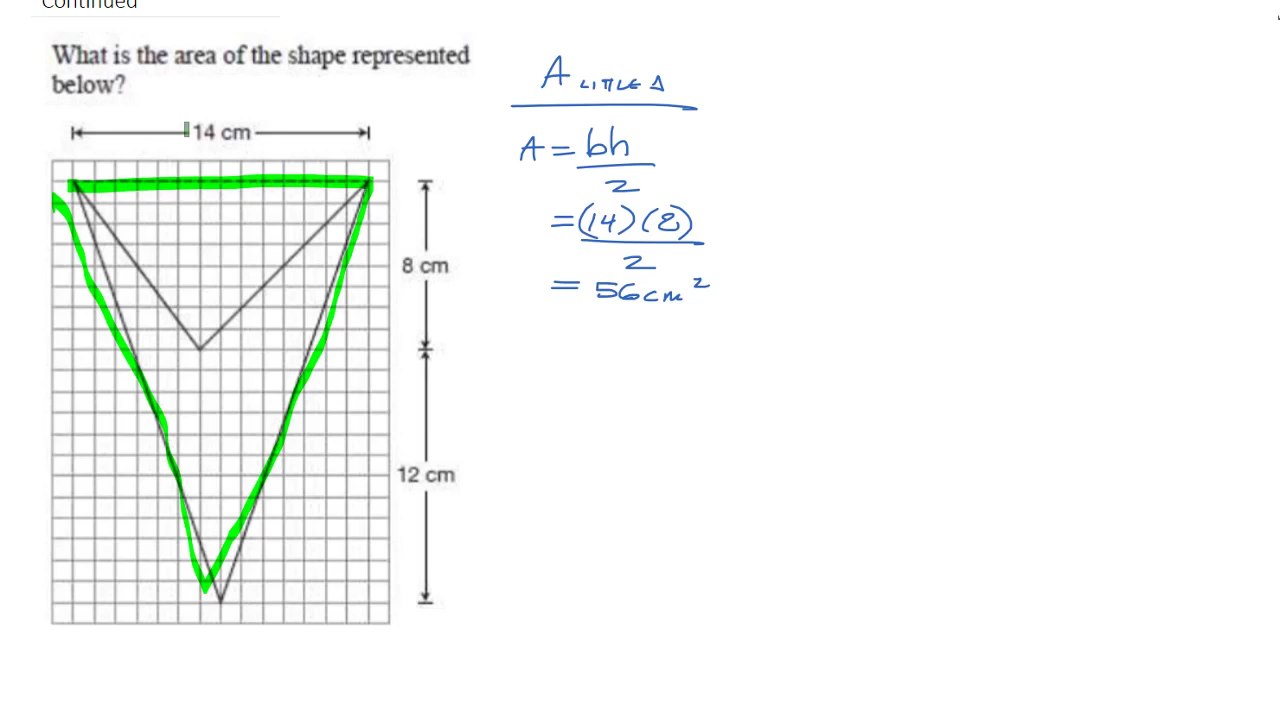 Continued
What is the area of the shape represented
below?
14 cm
8 cm
12 cm
A LITTLE Δ
A = bh
2
= (14)(8)
2
= 56cm²